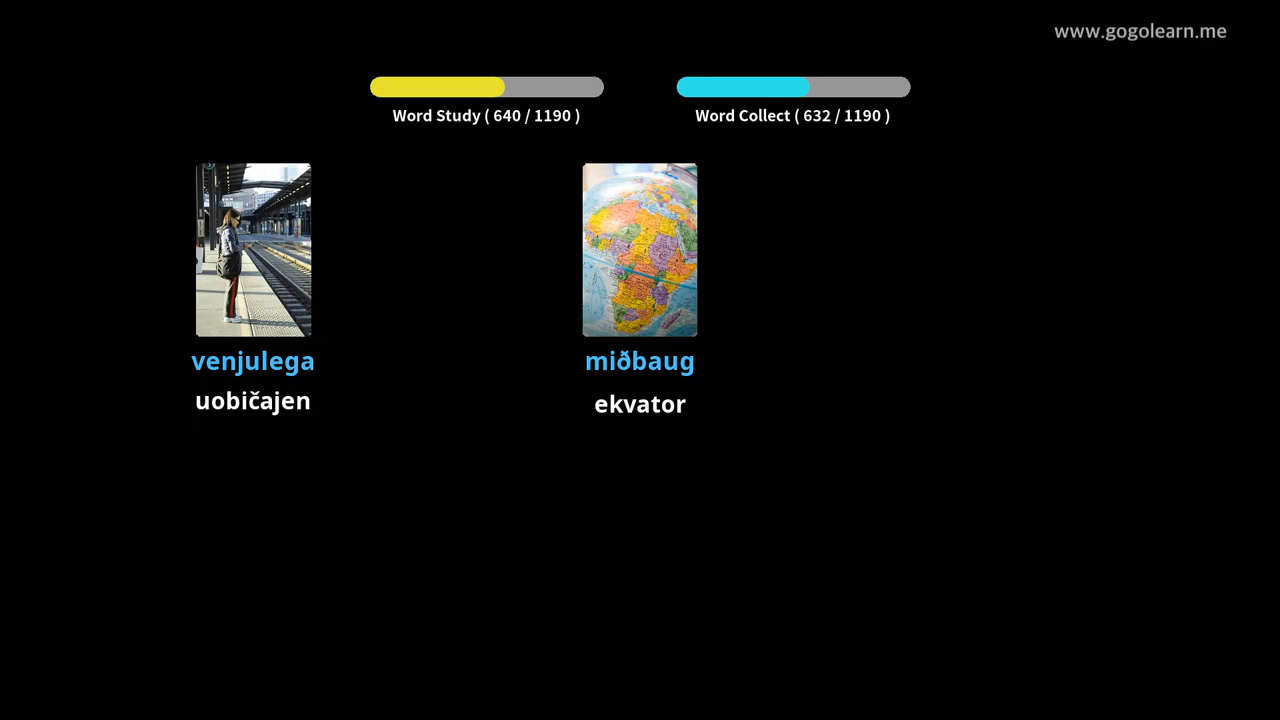 www.gogolearn.me
Word Study ( 640 / 1190 )
Word Collect ( 632 / 1190 )
venjulega
miðbaug
uobičajen
ekvator